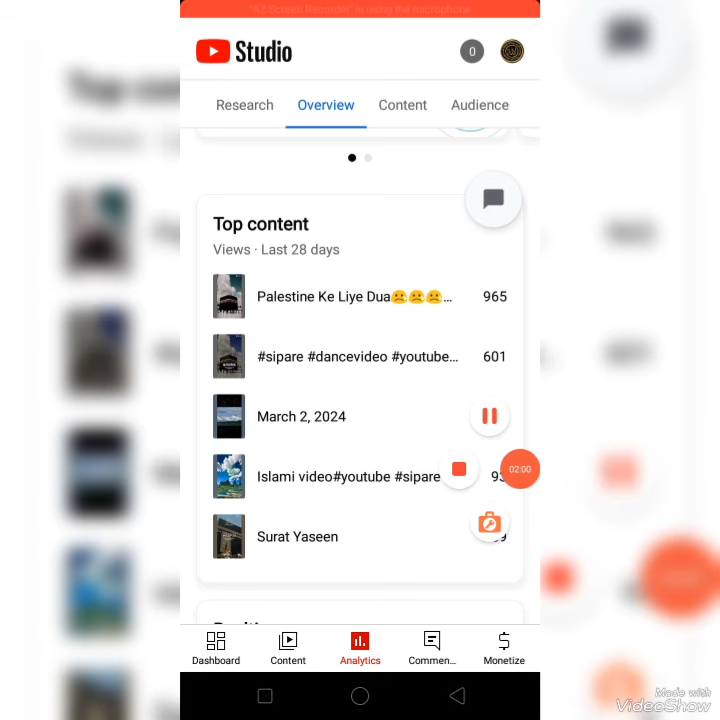 "AZ Screen Recorder" is using the microphone
Studio
0
Research Overview Content Audience
Top content
Views · Last 28 days
Palestine Ke Liye Dua☹️☹️☹️... 965
#sipare #dancevideo #youtube... 601
March 2, 2024
Islami video#youtube #sipare
02:00
Surat Yaseen
Dashboard Content Analytics Commen... Monetize
Made with
VideoShow